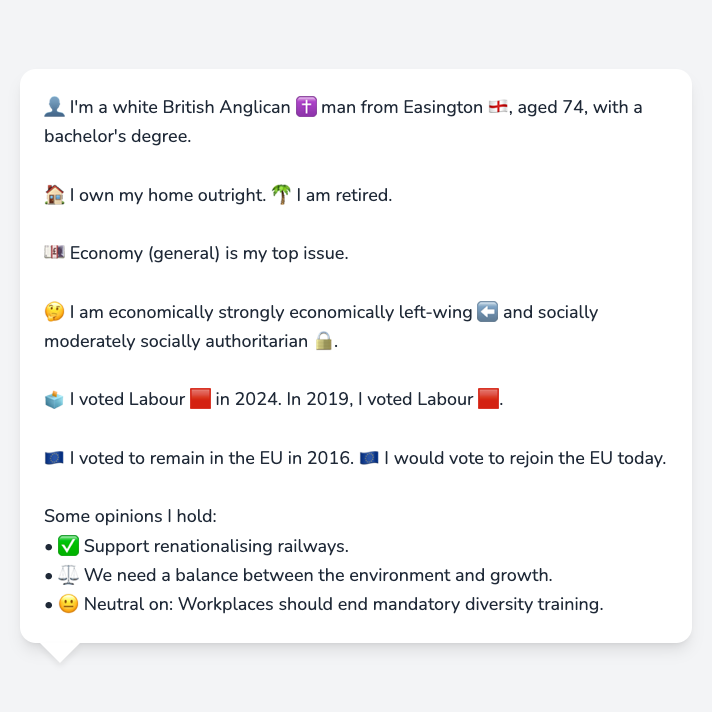 👤 I'm a white British Anglican ✝️ man from Easington 🏴󠁧󠁢󠁥󠁮󠁧󠁿, aged 74, with a
bachelor's degree.
🏠 I own my home outright. 🌴 I am retired.
💷 Economy (general) is my top issue.
🤔 I am economically strongly economically left-wing ⬅️ and socially
moderately socially authoritarian 🔒.
🗳️ I voted Labour 🟥 in 2024. In 2019, I voted Labour 🟥.
🇪🇺 I voted to remain in the EU in 2016. 🇪🇺 I would vote to rejoin the EU today.
Some opinions I hold:
• ✅ Support renationalising railways.
• ⚖️ We need a balance between the environment and growth.
• 😐 Neutral on: Workplaces should end mandatory diversity training.